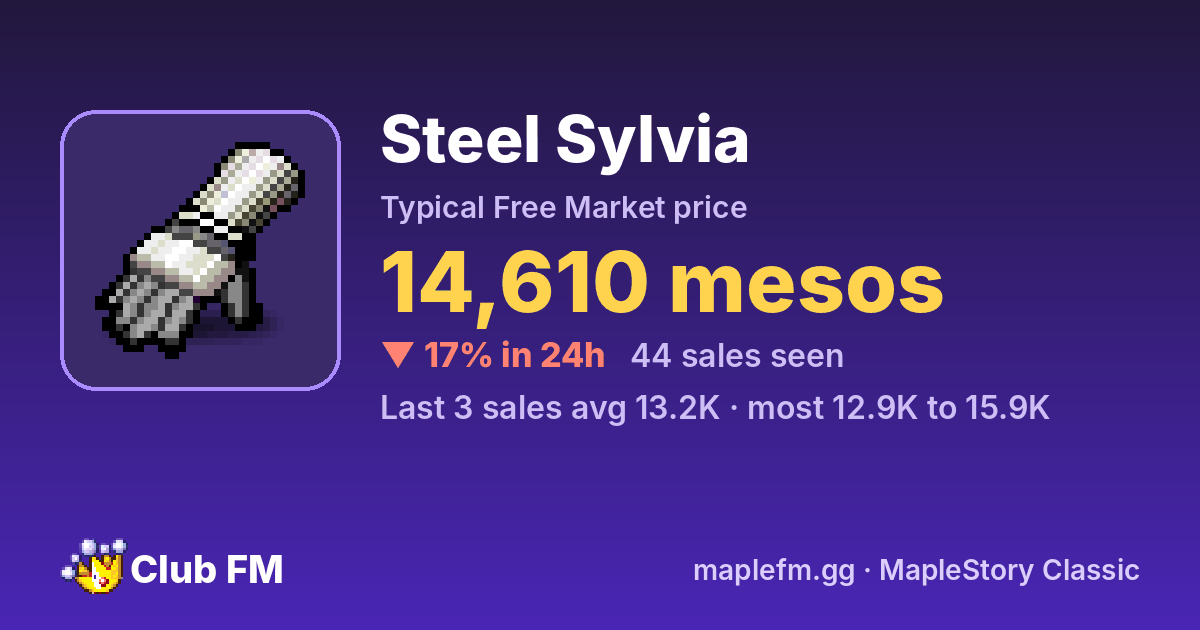 Steel Sylvia
Typical Free Market price
14,610 mesos
▼ 17% in 24h 44 sales seen
Last 3 sales avg 13.2K · most 12.9K to 15.9K
Club FM
maplefm.gg · MapleStory Classic